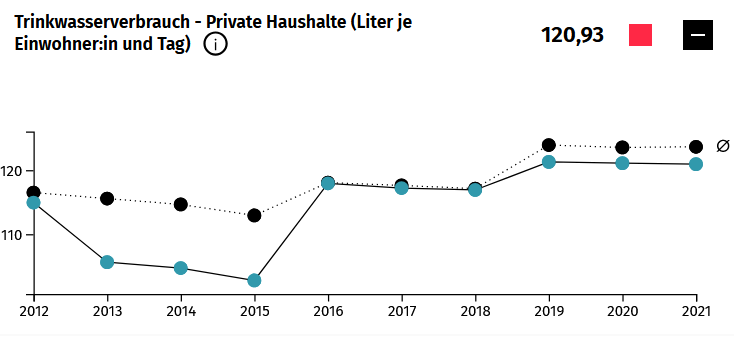 Trinkwasserverbrauch - Private Haushalte (Liter je
Einwohner:in und Tag) i
120,93
Ø
120
110
2012 2013 2014 2015 2016 2017 2018 2019 2020 2021